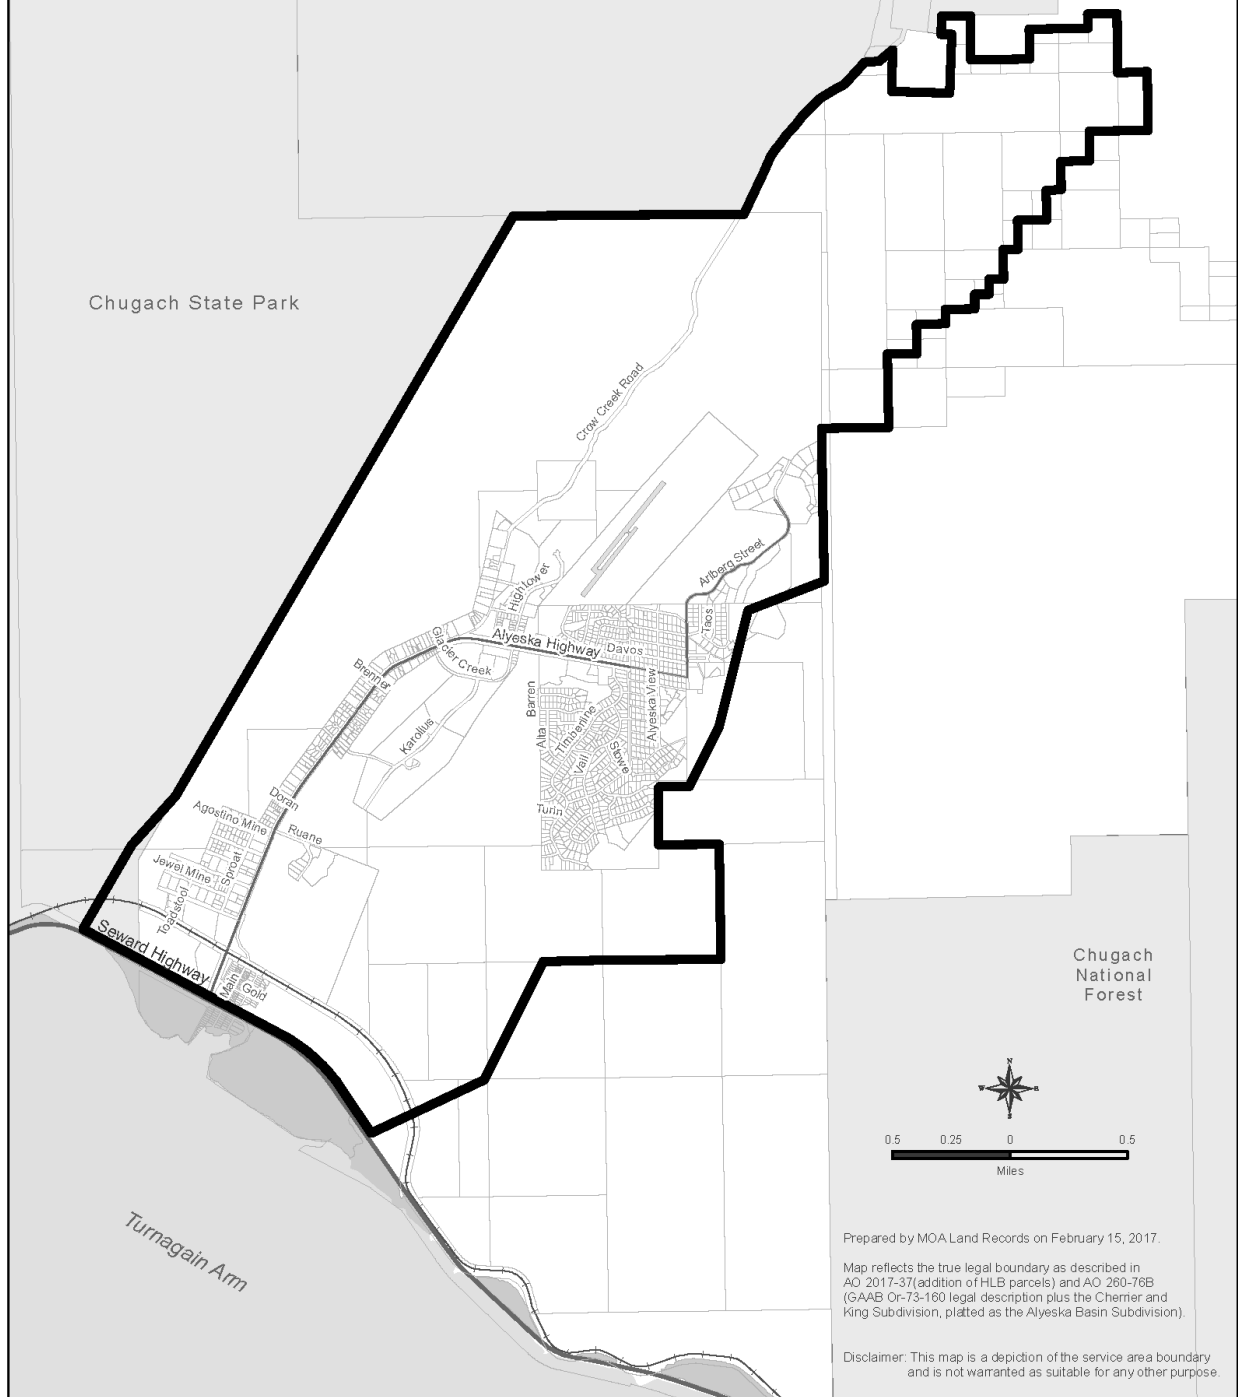 Chugach State Park
Crow Creek Road
Arlberg Street
Hightower
Taos
Alyeska Highway
Davos
Glacier Creek
Brenner
Barren
Alyeska View
Timberline
Karolius
Alta
Stowe
Vail
Turin
Doran
Agostino Mine
Ruane
Sproat
Jewel Mine
Toadstool
Seward Highway
Main
Gold
Chugach
National
Forest
N
W E
S
0.5 0.25 0 0.5
Miles
Turnagain Arm
Prepared by MOA Land Records on February 15, 2017.
Map reflects the true legal boundary as described in
AO 2017-37(addition of HLB parcels) and AO 260-76B
(GAAB Or-73-160 legal description plus the Cherrier and
King Subdivision, platted as the Alyeska Basin Subdivision).
Disclaimer: This map is a depiction of the service area boundary
and is not warranted as suitable for any other purpose.